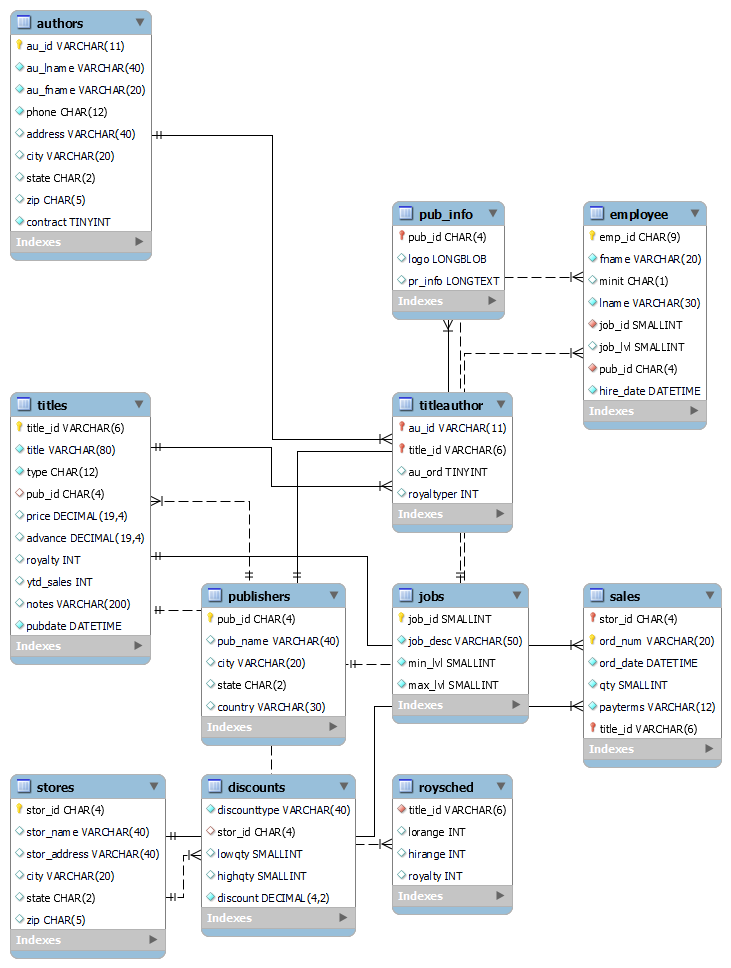 authors
au_id VARCHAR(11)
au_lname VARCHAR(40)
au_fname VARCHAR(20)
phone CHAR(12)
address VARCHAR(40)
city VARCHAR(20)
state CHAR(2)
zip CHAR(5)
contract TINYINT
Indexes
pub_info
pub_id CHAR(4)
logo LONGBLOB
pr_info LONGTEXT
Indexes
employee
emp_id CHAR(9)
fname VARCHAR(20)
minit CHAR(1)
lname VARCHAR(30)
job_id SMALLINT
job_lvl SMALLINT
pub_id CHAR(4)
hire_date DATETIME
Indexes
titles
title_id VARCHAR(6)
title VARCHAR(80)
type CHAR(12)
pub_id CHAR(4)
price DECIMAL(19,4)
advance DECIMAL(19,4)
royalty INT
ytd_sales INT
notes VARCHAR(200)
pubdate DATETIME
Indexes
titleauthor
au_id VARCHAR(11)
title_id VARCHAR(6)
au_ord TINYINT
royaltyper INT
Indexes
publishers
pub_id CHAR(4)
pub_name VARCHAR(40)
city VARCHAR(20)
state CHAR(2)
country VARCHAR(30)
Indexes
jobs
job_id SMALLINT
job_desc VARCHAR(50)
min_lvl SMALLINT
max_lvl SMALLINT
Indexes
sales
stor_id CHAR(4)
ord_num VARCHAR(20)
ord_date DATETIME
qty SMALLINT
payterms VARCHAR(12)
title_id VARCHAR(6)
Indexes
stores
stor_id CHAR(4)
stor_name VARCHAR(40)
stor_address VARCHAR(40)
city VARCHAR(20)
state CHAR(2)
zip CHAR(5)
Indexes
discounts
discounttype VARCHAR(40)
stor_id CHAR(4)
lowqty SMALLINT
highqty SMALLINT
discount DECIMAL(4,2)
Indexes
roysched
title_id VARCHAR(6)
lorange INT
hirange INT
royalty INT
Indexes